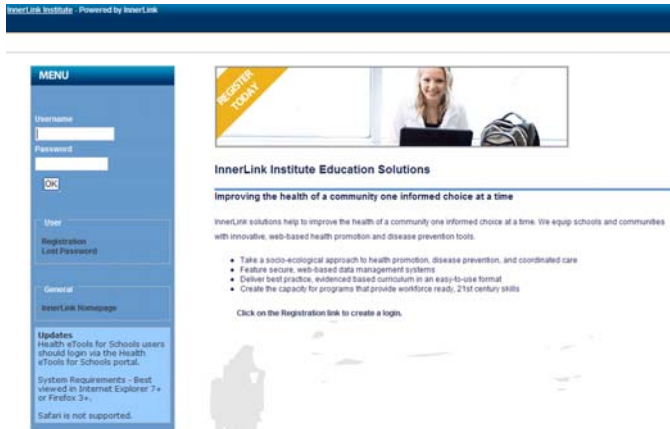 InnerLink Institute - Powered by InnerLink
MENU
Username
Password
OK
User
Registration
Lost Password
General
InnerLink Homepage
Updates
Health eTools for Schools users
should login via the Health
eTools for Schools portal.
System Requirements - Best
viewed in Internet Explorer 7+
or Firefox 3+.
Safari is not supported.
REGISTER
TODAY
InnerLink Institute Education Solutions
Improving the health of a community one informed choice at a time
InnerLink solutions help to improve the health of a community one informed choice at a time. We equip schools and communities
with innovative, web-based health promotion and disease prevention tools.
Take a socio-ecological approach to health promotion, disease prevention, and coordinated care
Feature secure, web-based data management systems
Deliver best practice, evidenced based curriculum in an easy-to-use format
Create the capacity for programs that provide workforce ready, 21st century skills
Click on the Registration link to create a login.